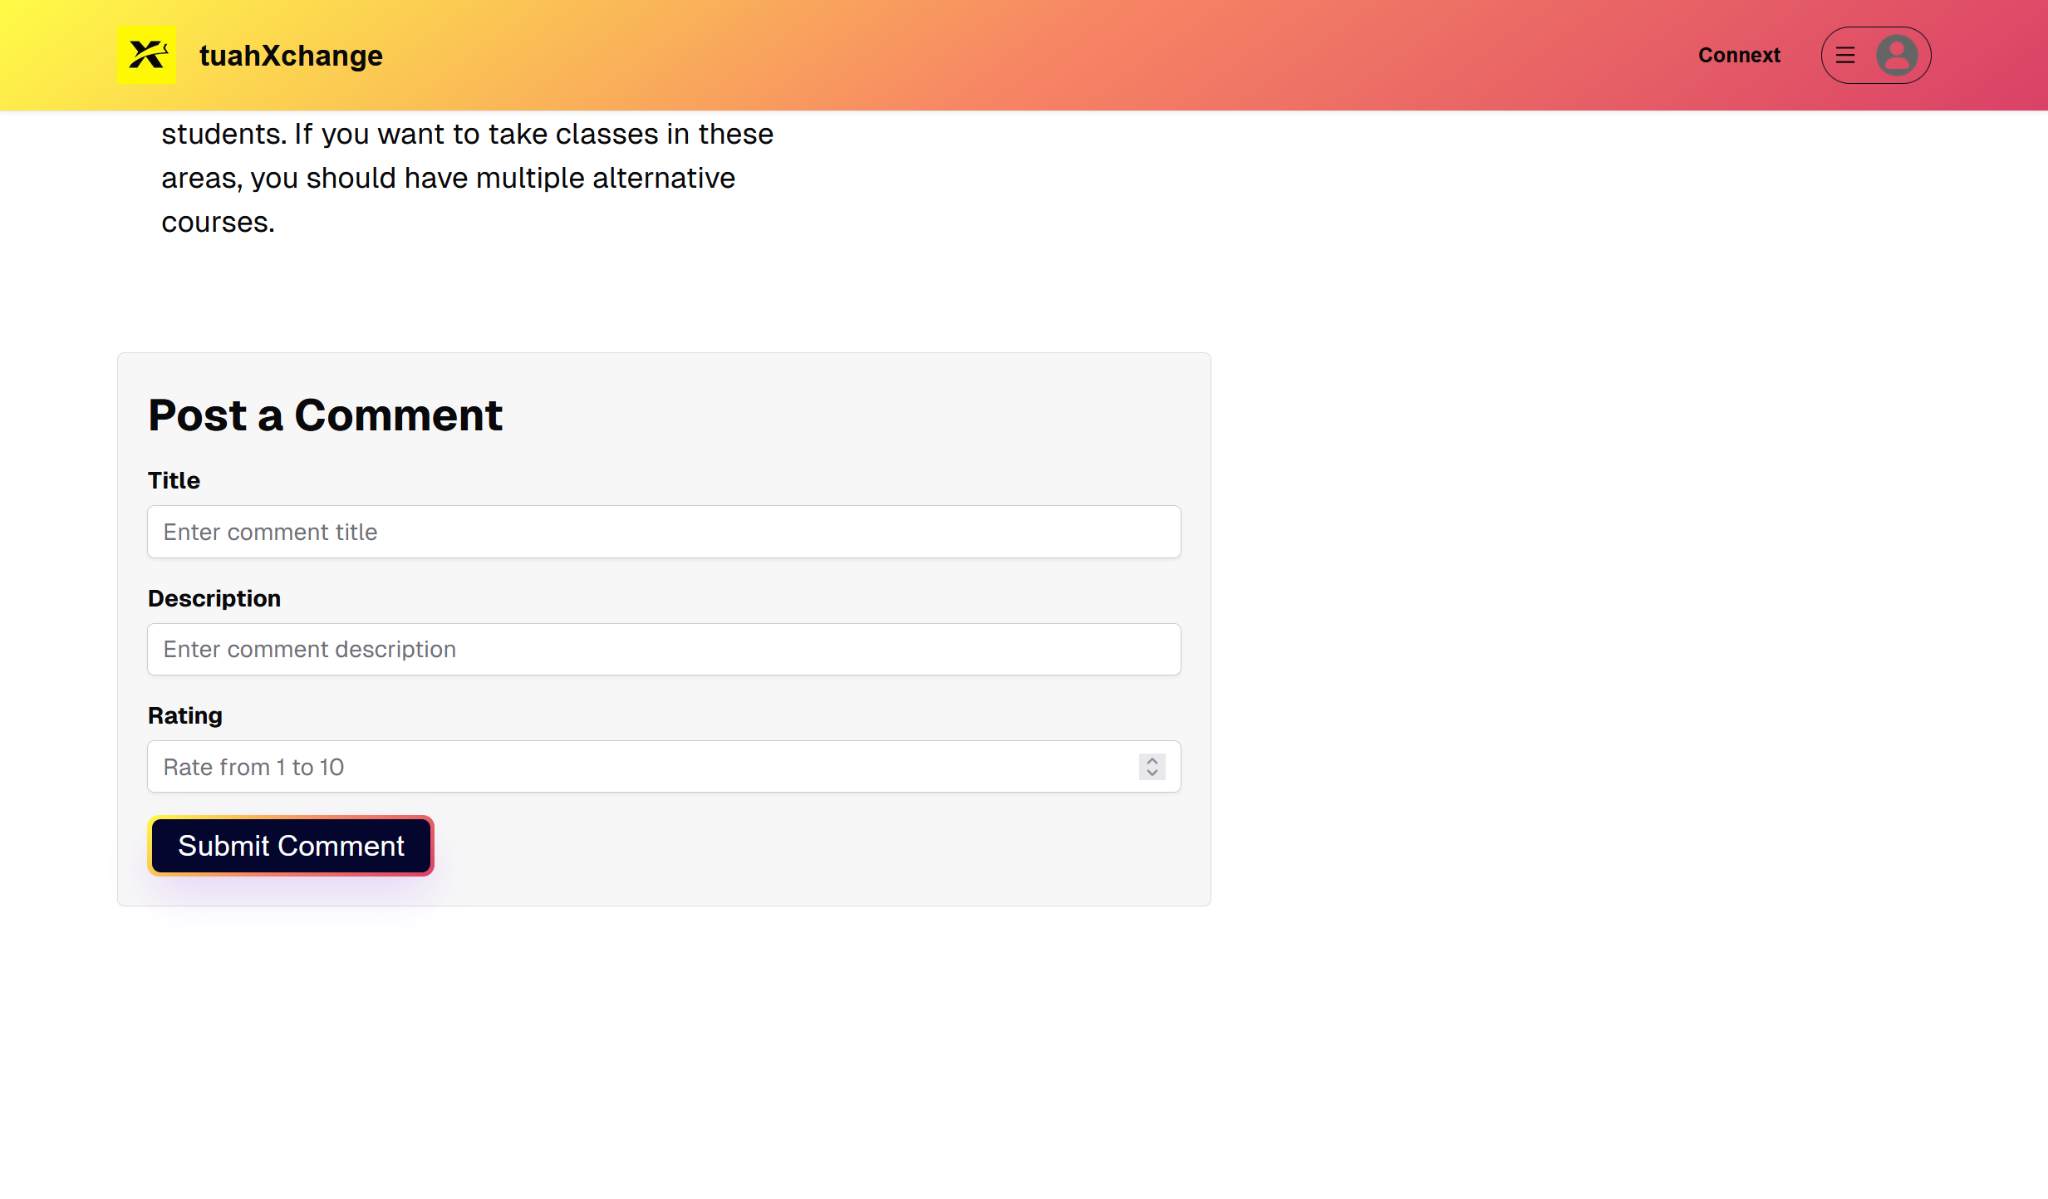 tuahXchange
Connext
students. If you want to take classes in these
areas, you should have multiple alternative
courses.
Post a Comment
Title
Enter comment title
Description
Enter comment description
Rating
Rate from 1 to 10
Submit Comment